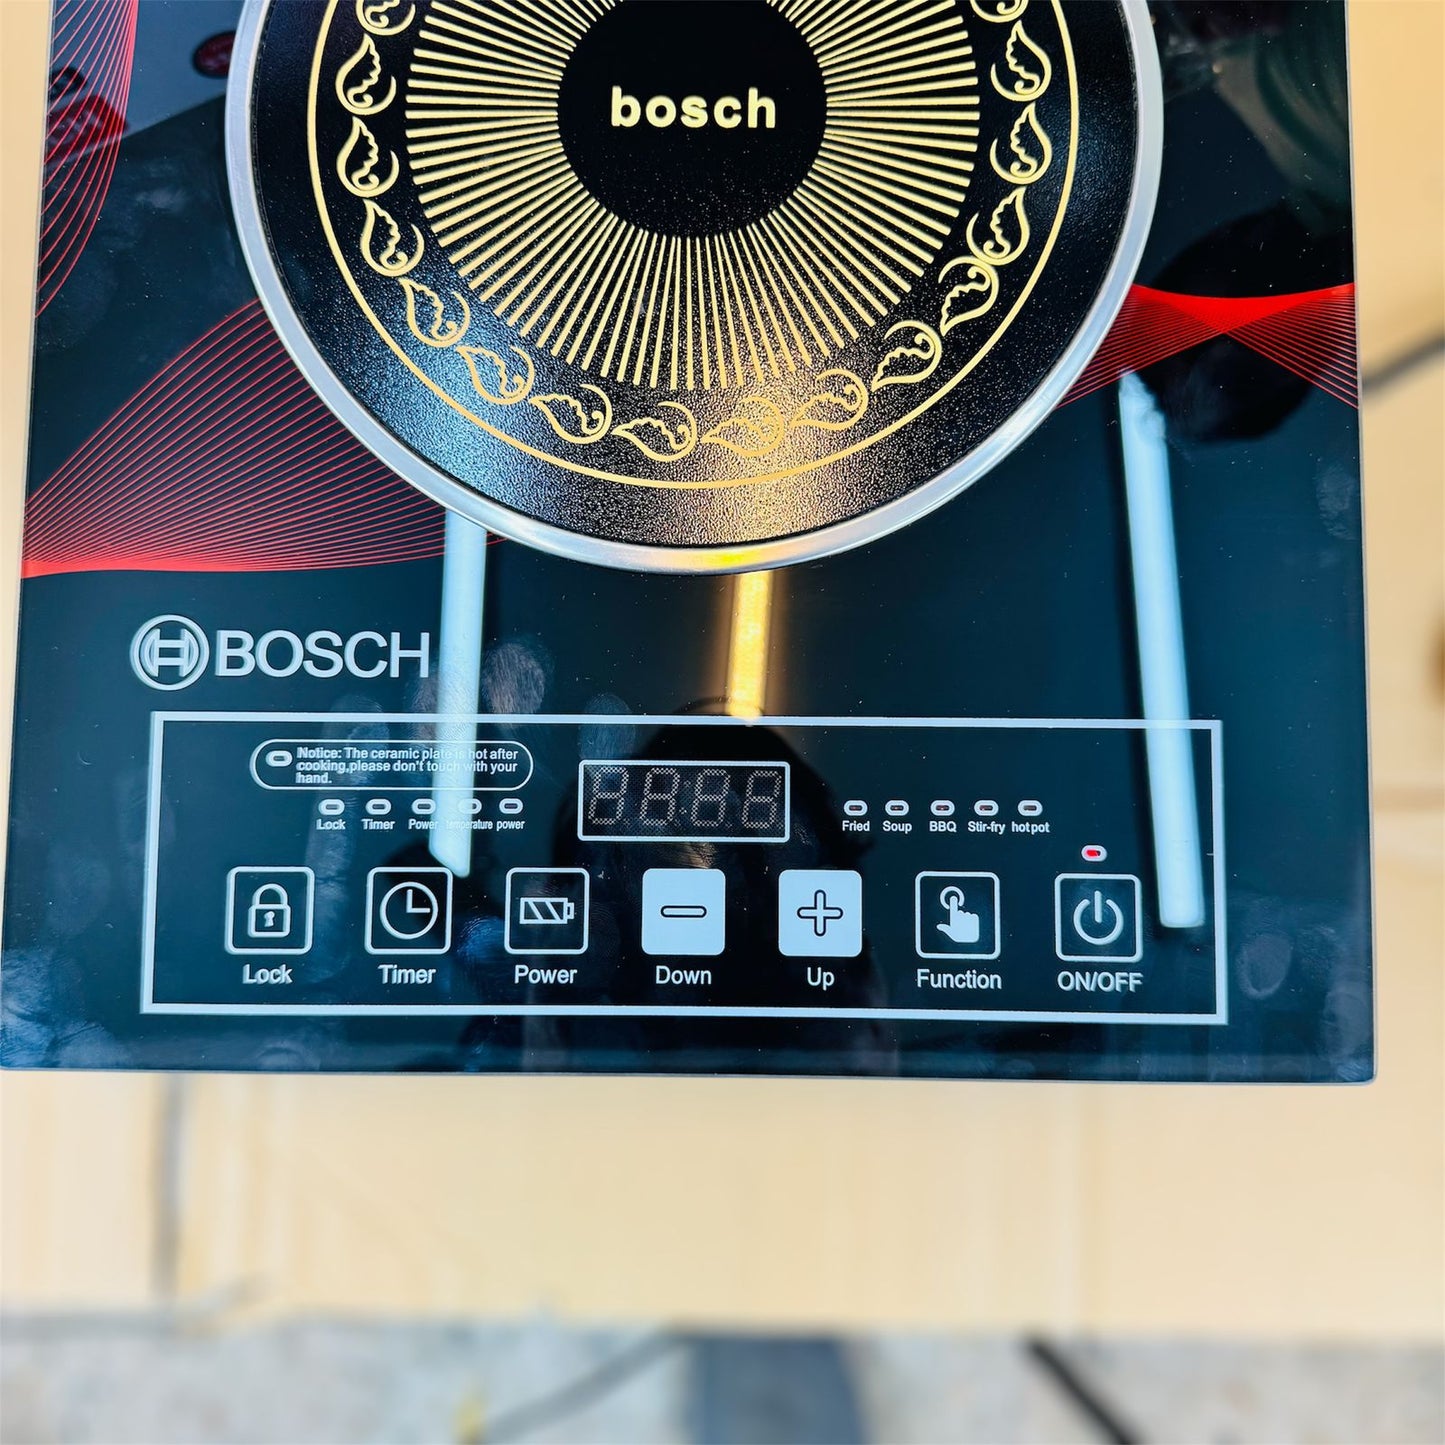 bosch
BOSCH
Notice: The ceramic plate is hot after
cooking,please don't touch with your
hand.
Lock Timer Power temperature power
Fried Soup BBQ Stir-fry hot pot
Lock Timer Power Down Up Function ON/OFF